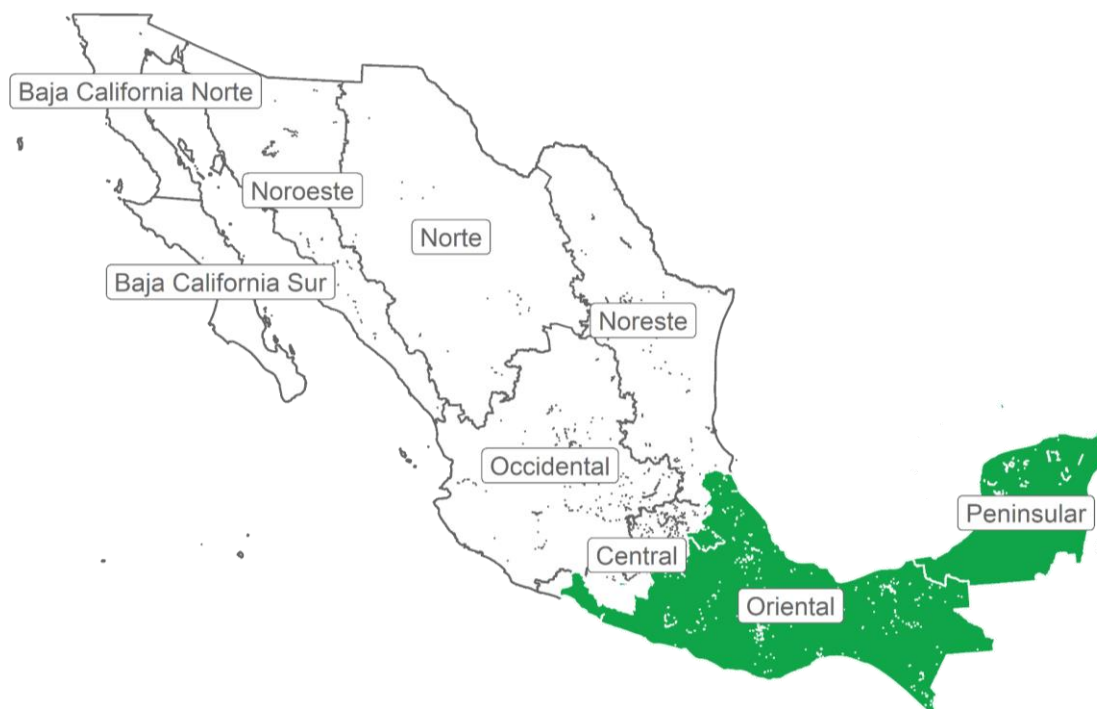 Baja California Norte
Noroeste
Norte
Baja California Sur
Noreste
Occidental
Peninsular
Central
Oriental